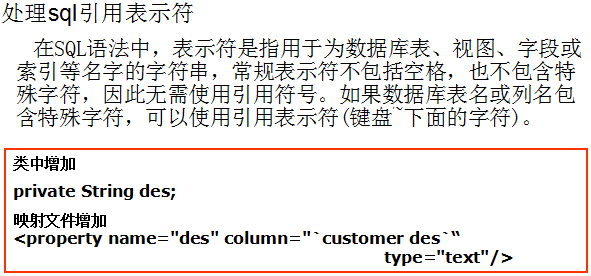 处理sql引用表示符
在SQL语法中，表示符是指用于为数据库表、视图、字段或
索引等名字的字符串，常规表示符不包括空格，也不包含特
殊字符，因此无需使用引用符号。如果数据库表名或列名包
含特殊字符，可以使用引用表示符(键盘~下面的字符)。
类中增加
private String des;
映射文件增加
<property name="des" column="`customer des`“
type="text"/>